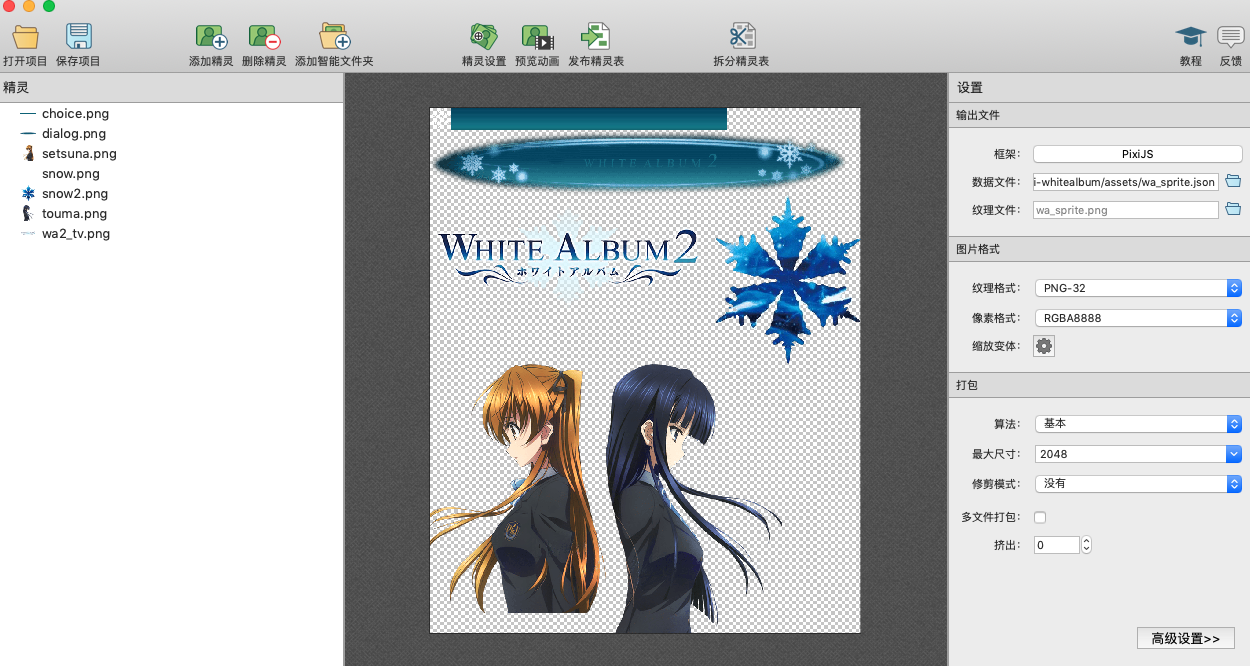 打开项目 保存项目 添加精灵 删除精灵 添加智能文件夹 精灵设置 预览动画 发布精灵表 拆分精灵表 教程 反馈
精灵
choice.png
dialog.png
setsuna.png
snow.png
snow2.png
touma.png
wa2_tv.png
WHITE ALBUM 2
WHITE ALBUM 2
ホワイトアルバム
设置
输出文件
框架: PixiJS
数据文件: i-whitealbum/assets/wa_sprite.json
纹理文件: wa_sprite.png
图片格式
纹理格式: PNG-32
像素格式: RGBA8888
缩放变体:
打包
算法: 基本
最大尺寸: 2048
修剪模式: 没有
多文件打包:
挤出: 0
高级设置>>